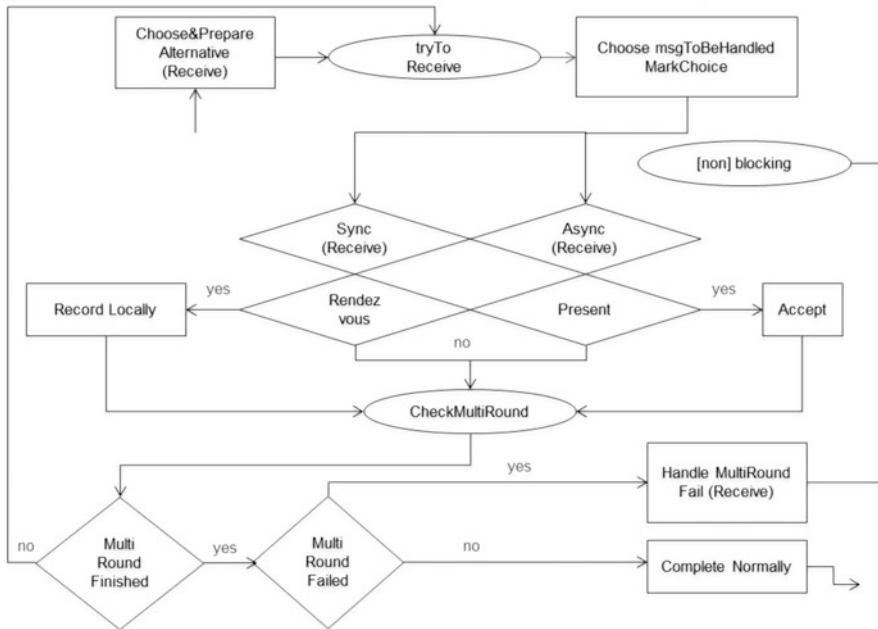 Choose&Prepare
Alternative
(Receive)
tryTo
Receive
Choose msgToBeHandled
MarkChoice
[non] blocking
Sync
(Receive)
Async
(Receive)
yes
Record Locally
Rendez
vous
Present
yes
Accept
no
CheckMultiRound
yes
Handle MultiRound
Fail (Receive)
no
Multi
Round
Finished
yes
Multi
Round
Failed
no
Complete Normally